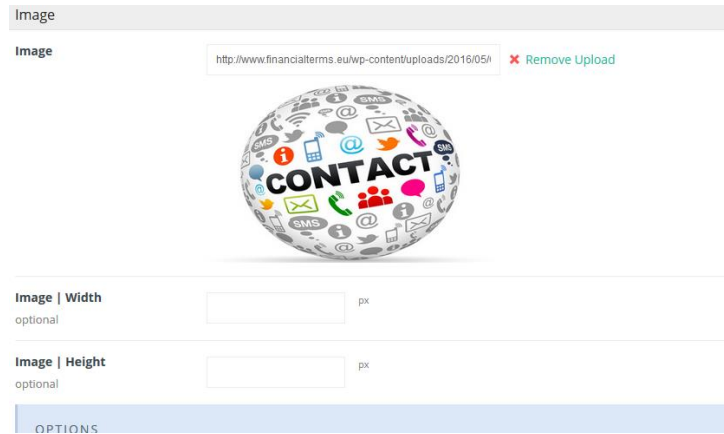 Image
Image
http://www.financialterms.eu/wp-content/uploads/2016/05/
Remove Upload
SMS
@
@
SMS
@
SMS
CONTACT
@
@
SMS
@
@
@
Image | Width
px
optional
Image | Height
px
optional
OPTIONS